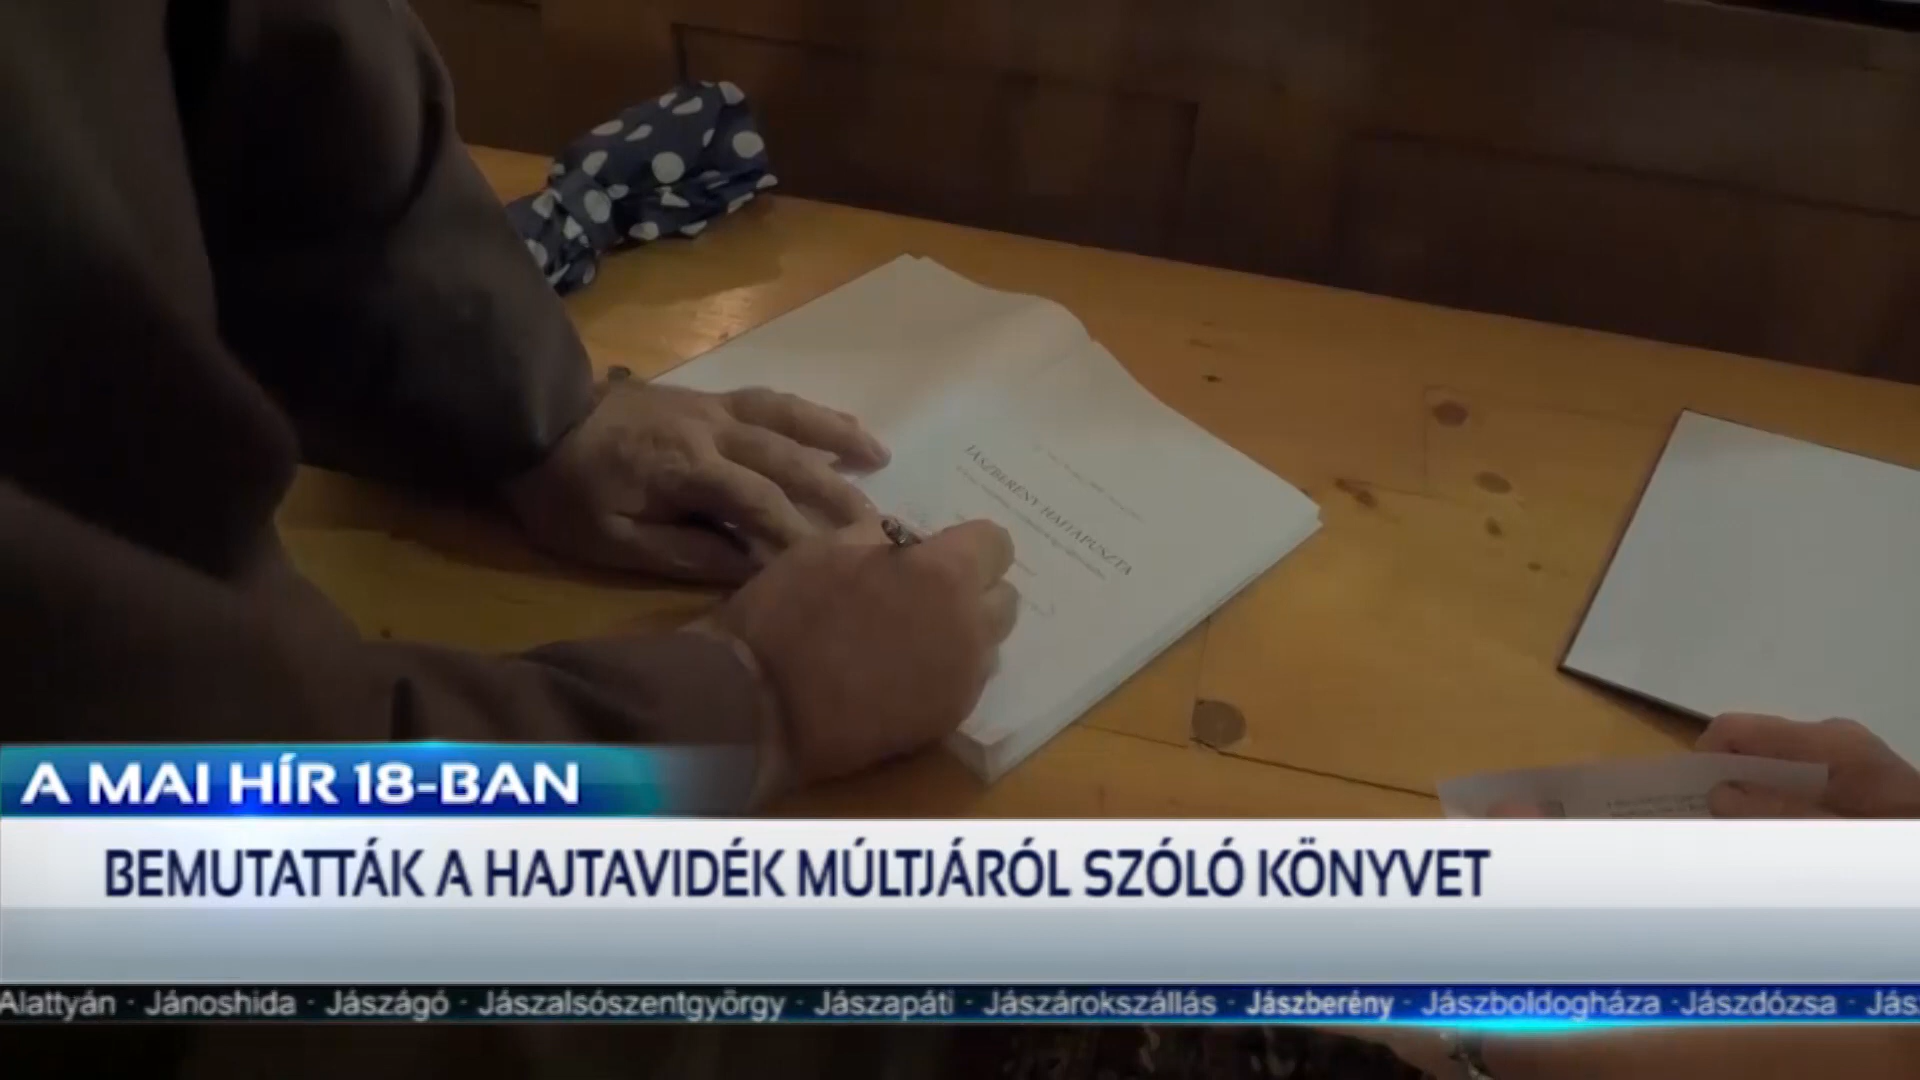 JÁSZBERÉNY HAJTAPUSZTA
A MAI HÍR 18-BAN
BEMUTATTÁK A HAJTAVIDÉK MÚLTJÁRÓL SZÓLÓ KÖNYVET
Alattyán · Jánoshida · Jászágó · Jászalsószentgyörgy · Jászapáti · Jászárokszállás · Jászberény · Jászboldogháza · Jászdózsa · Jás